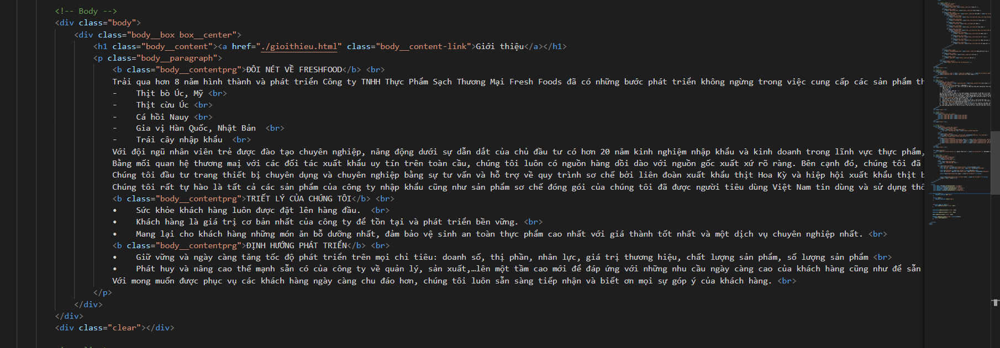 <!-- Body -->
<div class="body">
<div class="body__box box__center">
<h1 class="body__content"><a href="./gioithieu.html" class="body__content-link">Giới thiệu</a></h1>
<p class="body__paragraph">
<b class="body__contentprg">ĐÔI NÉT VỀ FRESHFOOD</b> <br>
Trải qua hơn 8 năm hình thành và phát triển Công ty TNHH Thực Phẩm Sạch Thương Mại Fresh Foods đã có những bước phát triển không ngừng trong việc cung cấp các sản phẩm th
- Thịt bò Úc, Mỹ <br>
- Thịt cừu Úc <br>
- Cá hồi Nauy <br>
- Gia vị Hàn Quốc, Nhật Bản <br>
- Trái cây nhập khẩu <br>
Với đội ngũ nhân viên trẻ được đào tạo chuyên nghiệp, năng động dưới sự dẫn dắt của chủ đầu tư có hơn 20 năm kinh nghiệm nhập khẩu và kinh doanh trong lĩnh vực thực phẩm,
Bằng mối quan hệ thương mại với các đối tác xuất khẩu uy tín trên toàn cầu, chúng tôi luôn có nguồn hàng dồi dào với nguồn gốc xuất xứ rõ ràng. Bên cạnh đó, chúng tôi đã
Chúng tôi đầu tư trang thiết bị chuyên dụng và chuyên nghiệp bằng sự tư vấn và hỗ trợ về quy trình sơ chế bởi liên đoàn xuất khẩu thịt Hoa Kỳ và hiệp hội xuất khẩu thịt b
Chúng tôi rất tự hào là tất cả các sản phẩm của công ty nhập khẩu cũng như sản phẩm sơ chế đóng gói của chúng tôi đã được người tiêu dùng Việt Nam tin dùng và sử dụng thô
<b class="body__contentprg">TRIẾT LÝ CỦA CHÚNG TÔI</b> <br>
• Sức khỏe khách hàng luôn được đặt lên hàng đầu. <br>
• Khách hàng là giá trị cơ bản nhất của công ty để tồn tại và phát triển bền vững. <br>
• Mang lại cho khách hàng những món ăn bổ dưỡng nhất, đảm bảo vệ sinh an toàn thực phẩm cao nhất với giá thành tốt nhất và một dịch vụ chuyên nghiệp nhất. <br>
<b class="body__contentprg">ĐỊNH HƯỚNG PHÁT TRIỂN</b> <br>
• Giữ vững và ngày càng tăng tốc độ phát triển trên mọi chỉ tiêu: doanh số, thị phần, nhân lực, giá trị thương hiệu, chất lượng sản phẩm, số lượng sản phẩm <br>
• Phát huy và nâng cao thế mạnh sẵn có của công ty về quản lý, sản xuất,…lên một tầm cao mới để đáp ứng với những nhu cầu ngày càng cao của khách hàng cũng như để sẵn
Với mong muốn được phục vụ các khách hàng ngày càng chu đáo hơn, chúng tôi luôn sẵn sàng tiếp nhận và biết ơn mọi sự góp ý của khách hàng. <br>
</p>
</div>
</div>
<div class="clear"></div>